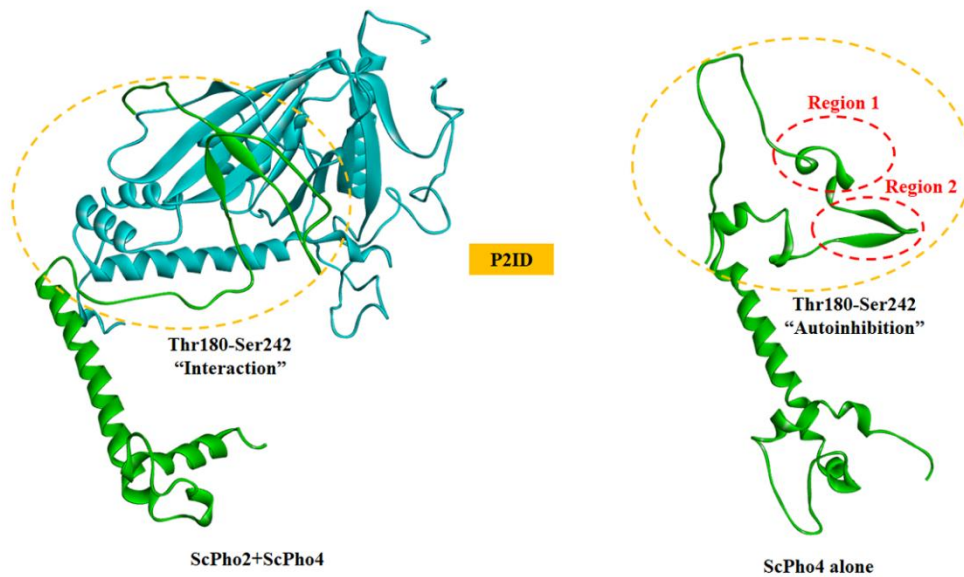 Region 1
Region 2
P2ID
Thr180-Ser242
“Interaction”
Thr180-Ser242
“Autoinhibition”
ScPho2+ScPho4
ScPho4 alone